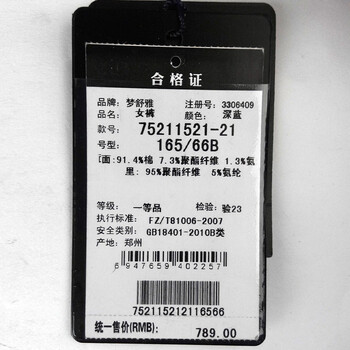 合格证
品牌: 梦舒雅 注册号: 3306409
品名: 女裤 颜色: 深蓝
款号: 75211521-21
号型: 165/66B
面:91.4%棉 7.3%聚酯纤维 1.3%氨
里: 95%聚酯纤维 5%氨纶
等级: 一等品 检验: 验23
执行标准: FZ/T81006-2007
安全类别: GB18401-2010B类
产地: 郑州
5947659402257
752115212116566
统一售价(RMB): 789.00